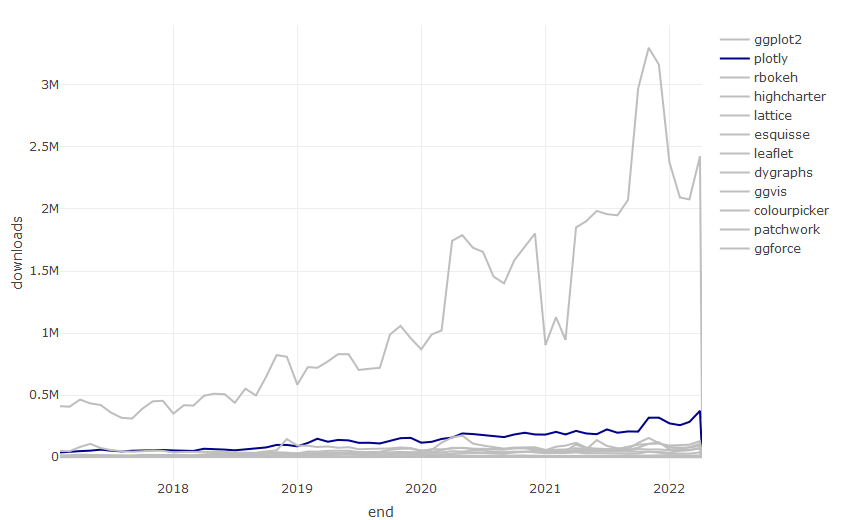 3M
2.5M
2M
1.5M
1M
0.5M
0
downloads
2018
2019
2020
2021
2022
end
ggplot2
plotly
rbokeh
highcharter
lattice
esquisse
leaflet
dygraphs
ggvis
colourpicker
patchwork
ggforce